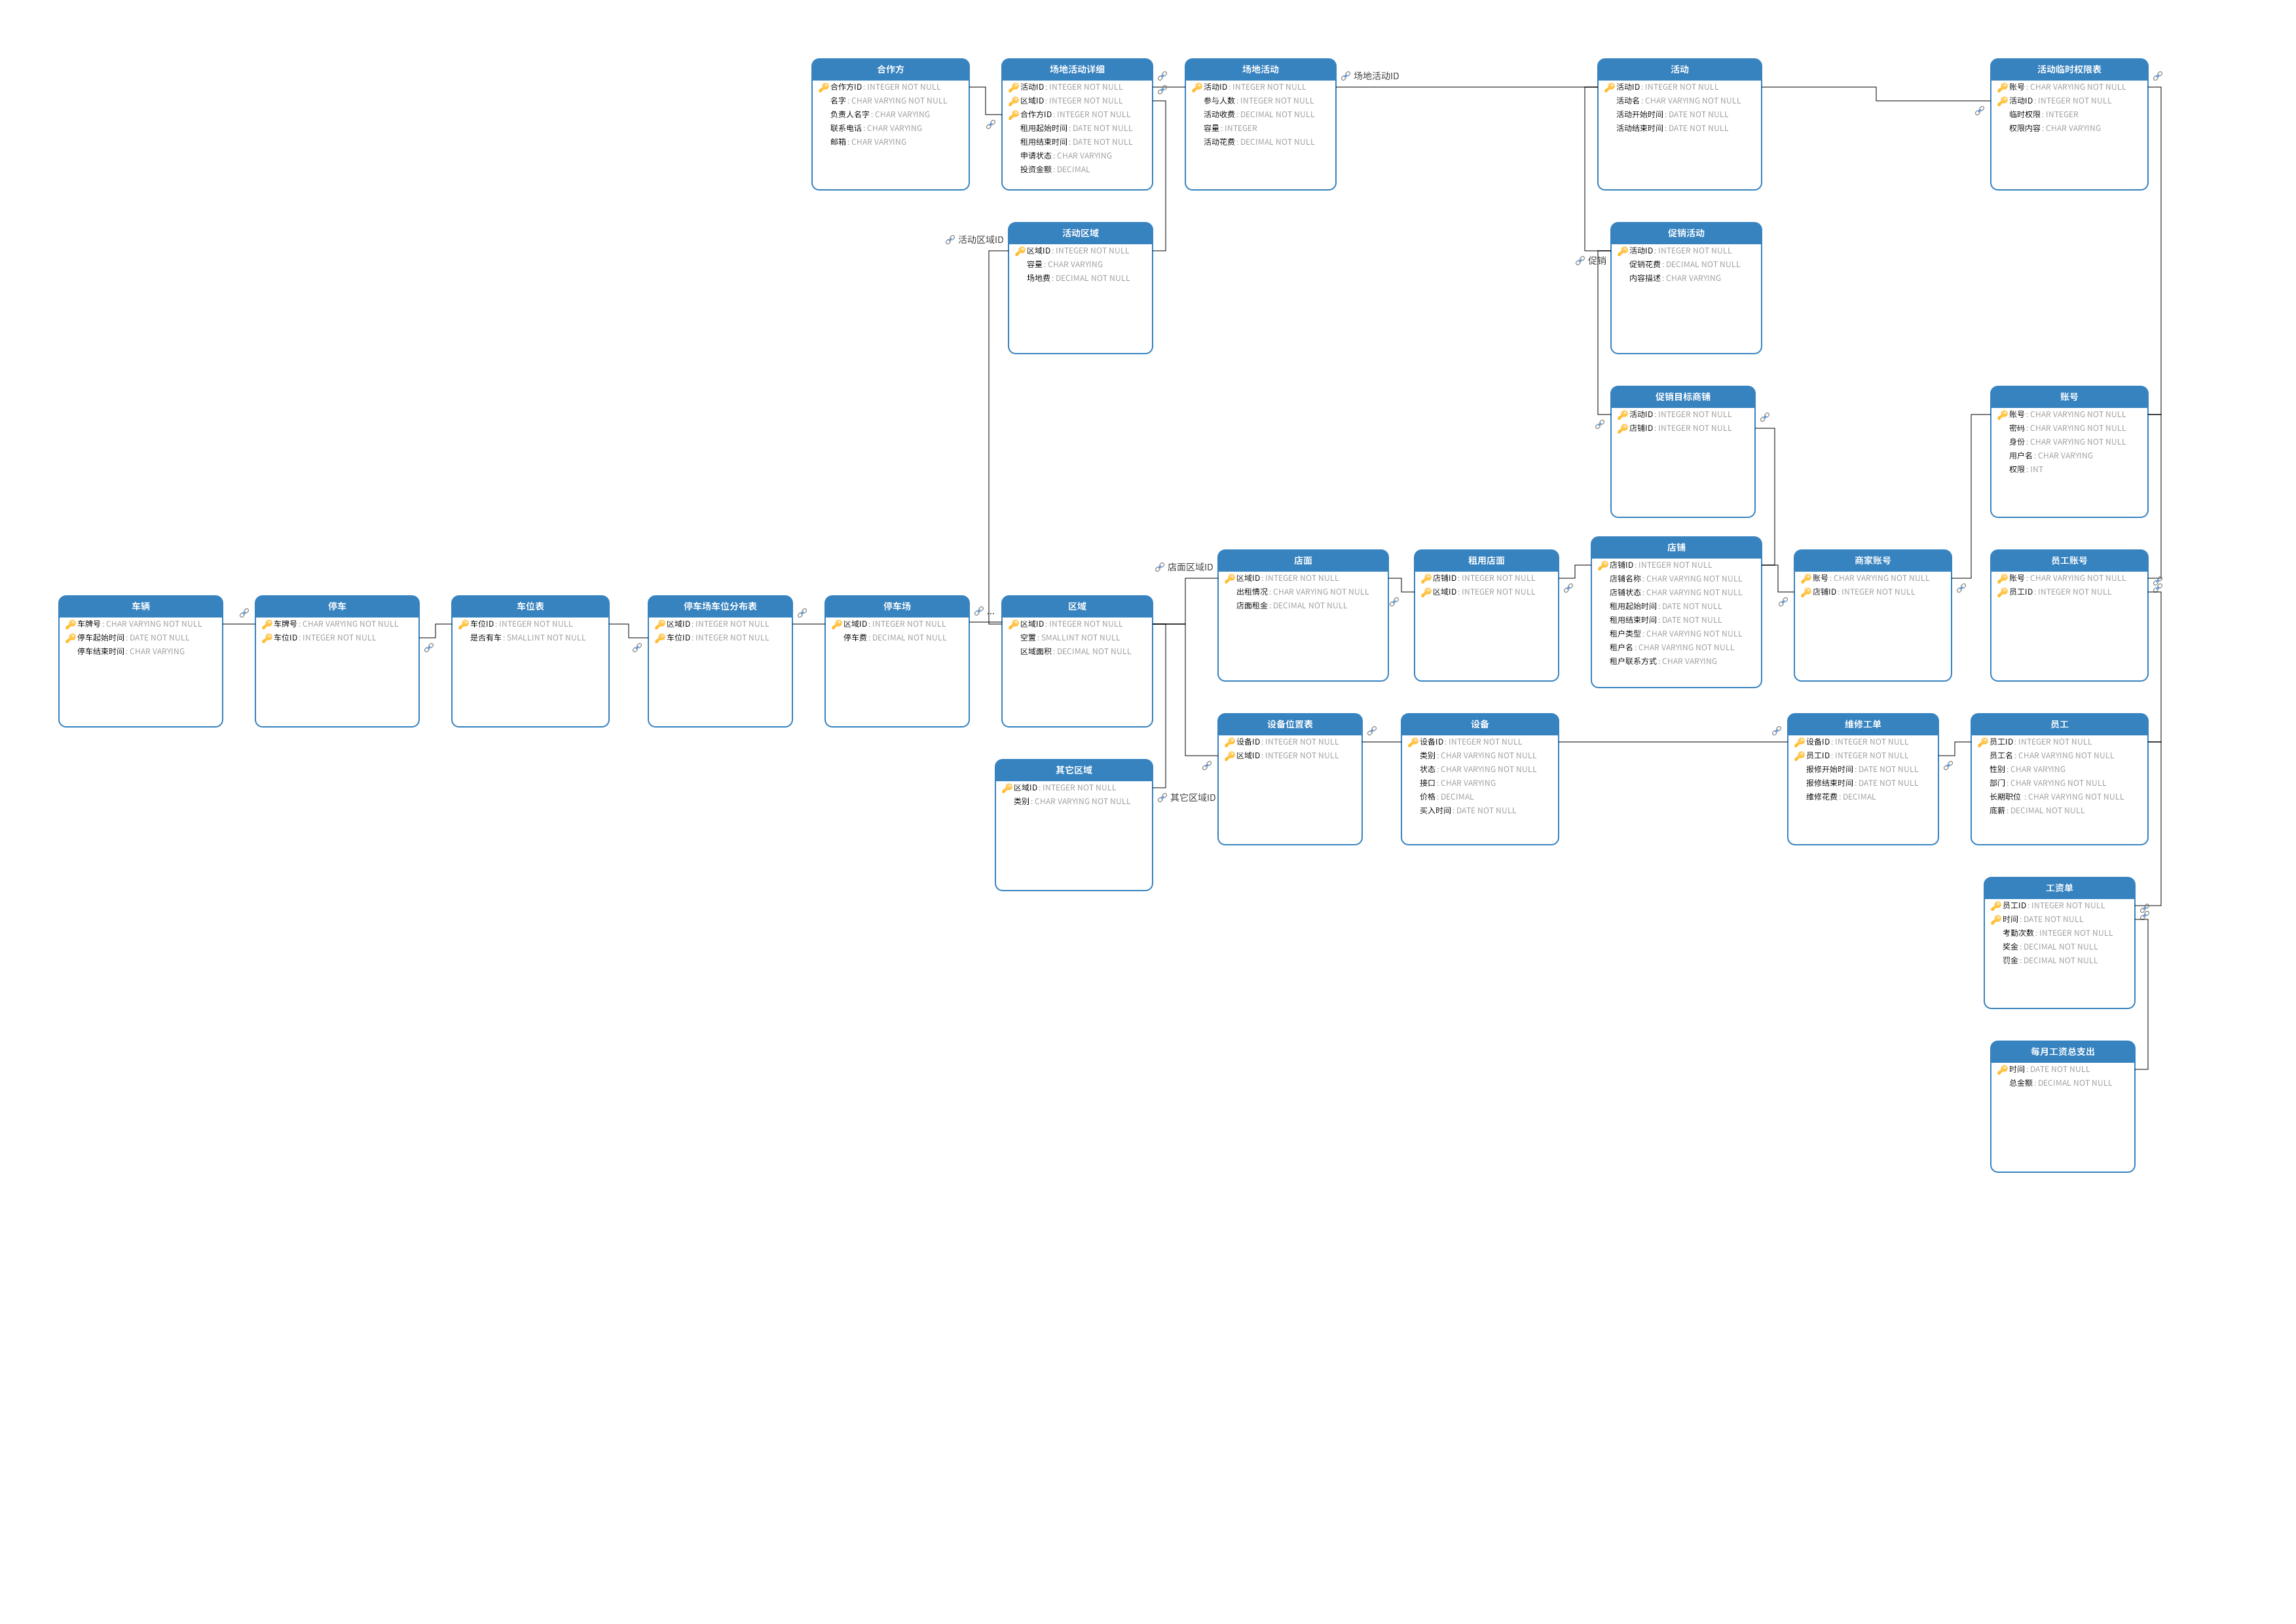 合作方
合作方ID : INTEGER NOT NULL
名字 : CHAR VARYING NOT NULL
负责人名字 : CHAR VARYING
联系电话 : CHAR VARYING
邮箱 : CHAR VARYING
场地活动详细
活动ID : INTEGER NOT NULL
区域ID : INTEGER NOT NULL
合作方ID : INTEGER NOT NULL
租用起始时间 : DATE NOT NULL
租用结束时间 : DATE NOT NULL
申请状态 : CHAR VARYING
投资金额 : DECIMAL
场地活动
活动ID : INTEGER NOT NULL
参与人数 : INTEGER NOT NULL
活动收费 : DECIMAL NOT NULL
容量 : INTEGER
活动花费 : DECIMAL NOT NULL
场地活动ID
活动
活动ID : INTEGER NOT NULL
活动名 : CHAR VARYING NOT NULL
活动开始时间 : DATE NOT NULL
活动结束时间 : DATE NOT NULL
活动临时权限表
账号 : CHAR VARYING NOT NULL
活动ID : INTEGER NOT NULL
临时权限 : INTEGER
权限内容 : CHAR VARYING
活动区域ID
活动区域
区域ID : INTEGER NOT NULL
容量 : CHAR VARYING
场地费 : DECIMAL NOT NULL
促销
促销活动
活动ID : INTEGER NOT NULL
促销花费 : DECIMAL NOT NULL
内容描述 : CHAR VARYING
促销目标商铺
活动ID : INTEGER NOT NULL
店铺ID : INTEGER NOT NULL
账号
账号 : CHAR VARYING NOT NULL
密码 : CHAR VARYING NOT NULL
身份 : CHAR VARYING NOT NULL
用户名 : CHAR VARYING
权限 : INT
店面区域ID
店面
区域ID : INTEGER NOT NULL
出租情况 : CHAR VARYING NOT NULL
店面租金 : DECIMAL NOT NULL
租用店面
店铺ID : INTEGER NOT NULL
区域ID : INTEGER NOT NULL
店铺
店铺ID : INTEGER NOT NULL
店铺名称 : CHAR VARYING NOT NULL
店铺状态 : CHAR VARYING NOT NULL
租用起始时间 : DATE NOT NULL
租用结束时间 : DATE NOT NULL
租户类型 : CHAR VARYING NOT NULL
租户名 : CHAR VARYING NOT NULL
租户联系方式 : CHAR VARYING
商家账号
账号 : CHAR VARYING NOT NULL
店铺ID : INTEGER NOT NULL
员工账号
账号 : CHAR VARYING NOT NULL
员工ID : INTEGER NOT NULL
车辆
车牌号 : CHAR VARYING NOT NULL
停车起始时间 : DATE NOT NULL
停车结束时间 : CHAR VARYING
停车
车牌号 : CHAR VARYING NOT NULL
车位ID : INTEGER NOT NULL
车位表
车位ID : INTEGER NOT NULL
是否有车 : SMALLINT NOT NULL
停车场车位分布表
区域ID : INTEGER NOT NULL
车位ID : INTEGER NOT NULL
停车场
区域ID : INTEGER NOT NULL
停车费 : DECIMAL NOT NULL
...
区域
区域ID : INTEGER NOT NULL
空置 : SMALLINT NOT NULL
区域面积 : DECIMAL NOT NULL
设备位置表
设备ID : INTEGER NOT NULL
区域ID : INTEGER NOT NULL
设备
设备ID : INTEGER NOT NULL
类别 : CHAR VARYING NOT NULL
状态 : CHAR VARYING NOT NULL
接口 : CHAR VARYING
价格 : DECIMAL
买入时间 : DATE NOT NULL
维修工单
设备ID : INTEGER NOT NULL
员工ID : INTEGER NOT NULL
报修开始时间 : DATE NOT NULL
报修结束时间 : DATE NOT NULL
维修花费 : DECIMAL
员工
员工ID : INTEGER NOT NULL
员工名 : CHAR VARYING NOT NULL
性别 : CHAR VARYING
部门 : CHAR VARYING NOT NULL
长期职位 : CHAR VARYING NOT NULL
底薪 : DECIMAL NOT NULL
其它区域
区域ID : INTEGER NOT NULL
类别 : CHAR VARYING NOT NULL
其它区域ID
工资单
员工ID : INTEGER NOT NULL
时间 : DATE NOT NULL
考勤次数 : INTEGER NOT NULL
奖金 : DECIMAL NOT NULL
罚金 : DECIMAL NOT NULL
每月工资总支出
时间 : DATE NOT NULL
总金额 : DECIMAL NOT NULL